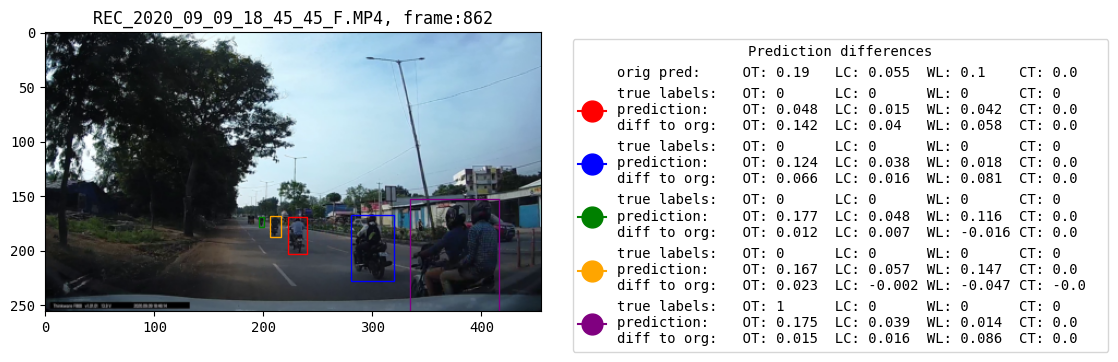 REC_2020_09_09_18_45_45_F.MP4, frame:862
0
50
100
150
200
250
0 100 200 300 400
Prediction differences
orig pred: OT: 0.19 LC: 0.055 WL: 0.1 CT: 0.0
true labels: OT: 0 LC: 0 WL: 0 CT: 0
prediction: OT: 0.048 LC: 0.015 WL: 0.042 CT: 0.0
diff to org: OT: 0.142 LC: 0.04 WL: 0.058 CT: 0.0
true labels: OT: 0 LC: 0 WL: 0 CT: 0
prediction: OT: 0.124 LC: 0.038 WL: 0.018 CT: 0.0
diff to org: OT: 0.066 LC: 0.016 WL: 0.081 CT: 0.0
true labels: OT: 0 LC: 0 WL: 0 CT: 0
prediction: OT: 0.177 LC: 0.048 WL: 0.116 CT: 0.0
diff to org: OT: 0.012 LC: 0.007 WL: -0.016 CT: 0.0
true labels: OT: 0 LC: 0 WL: 0 CT: 0
prediction: OT: 0.167 LC: 0.057 WL: 0.147 CT: 0.0
diff to org: OT: 0.023 LC: -0.002 WL: -0.047 CT: -0.0
true labels: OT: 1 LC: 0 WL: 0 CT: 0
prediction: OT: 0.175 LC: 0.039 WL: 0.014 CT: 0.0
diff to org: OT: 0.015 LC: 0.016 WL: 0.086 CT: 0.0